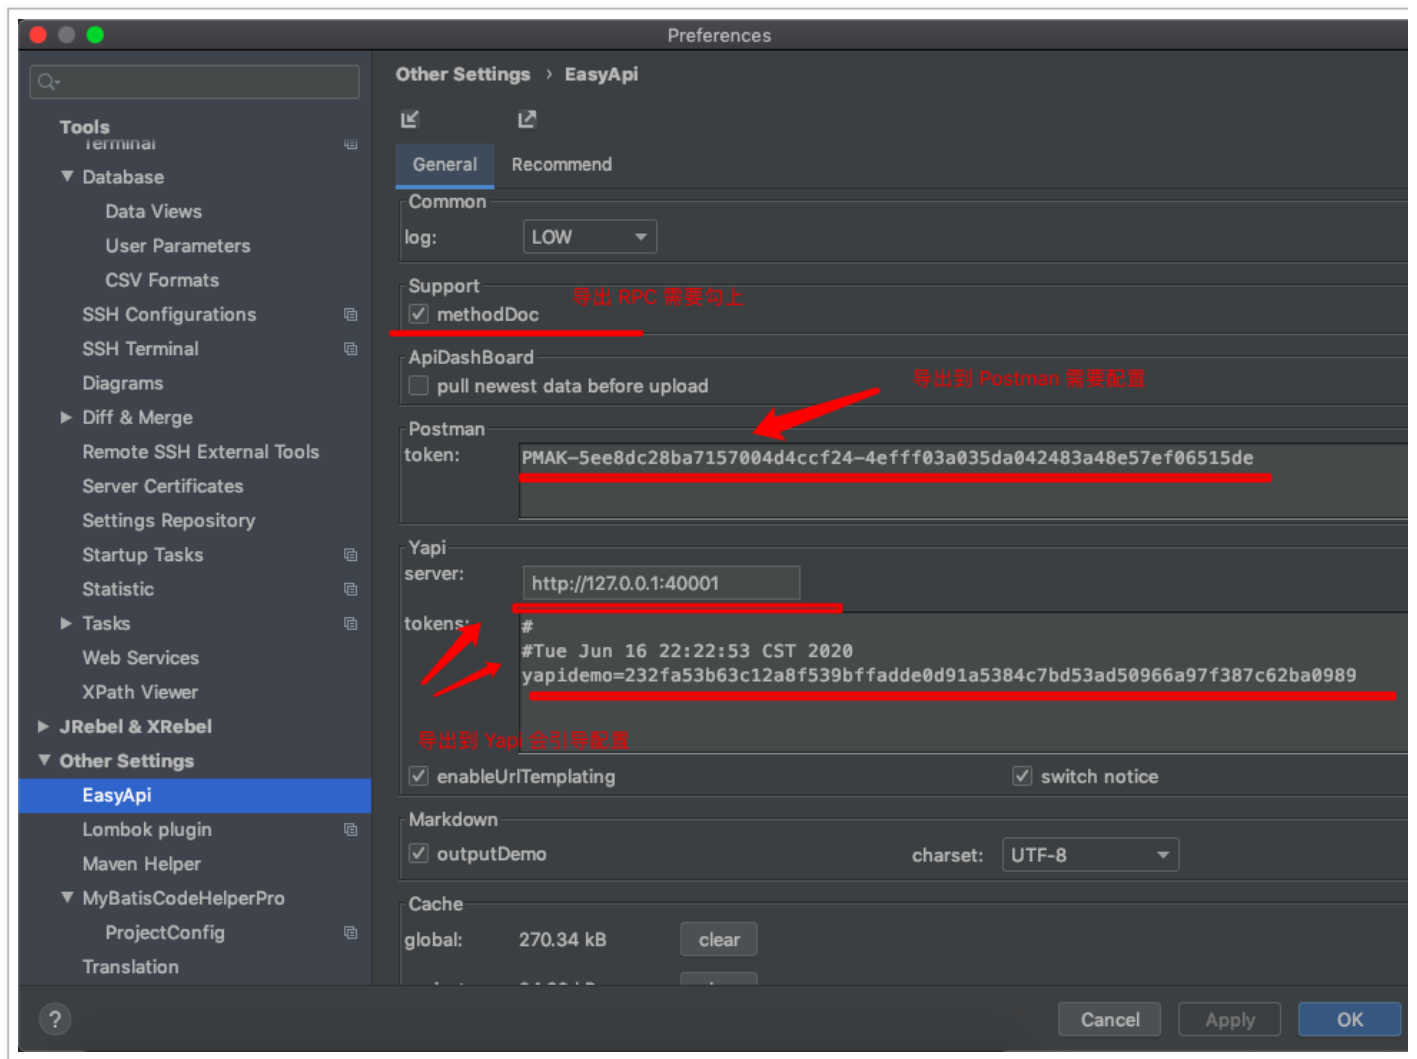 Preferences
Tools
Terminal
Database
Data Views
User Parameters
CSV Formats
SSH Configurations
SSH Terminal
Diagrams
Diff & Merge
Remote SSH External Tools
Server Certificates
Settings Repository
Startup Tasks
Statistic
Tasks
Web Services
XPath Viewer
JRebel & XRebel
Other Settings
EasyApi
Lombok plugin
Maven Helper
MyBatisCodeHelperPro
ProjectConfig
Translation
Other Settings › EasyApi
General Recommend
Common
log: LOW
Support
导出 RPC 需要勾上
methodDoc
ApiDashBoard
pull newest data before upload
导出到 Postman 需要配置
Postman
token: PMAK-5ee8dc28ba7157004d4ccf24-4efff03a035da042483a48e57ef06515de
Yapi
server: http://127.0.0.1:40001
tokens: #
#Tue Jun 16 22:22:53 CST 2020
yapidemo=232fa53b63c12a8f539bffadde0d91a5384c7bd53ad50966a97f387c62ba0989
导出到 Yapi 会引导配置
enableUrlTemplating switch notice
Markdown
outputDemo charset: UTF-8
Cache
global: 270.34 kB clear
? Cancel Apply OK